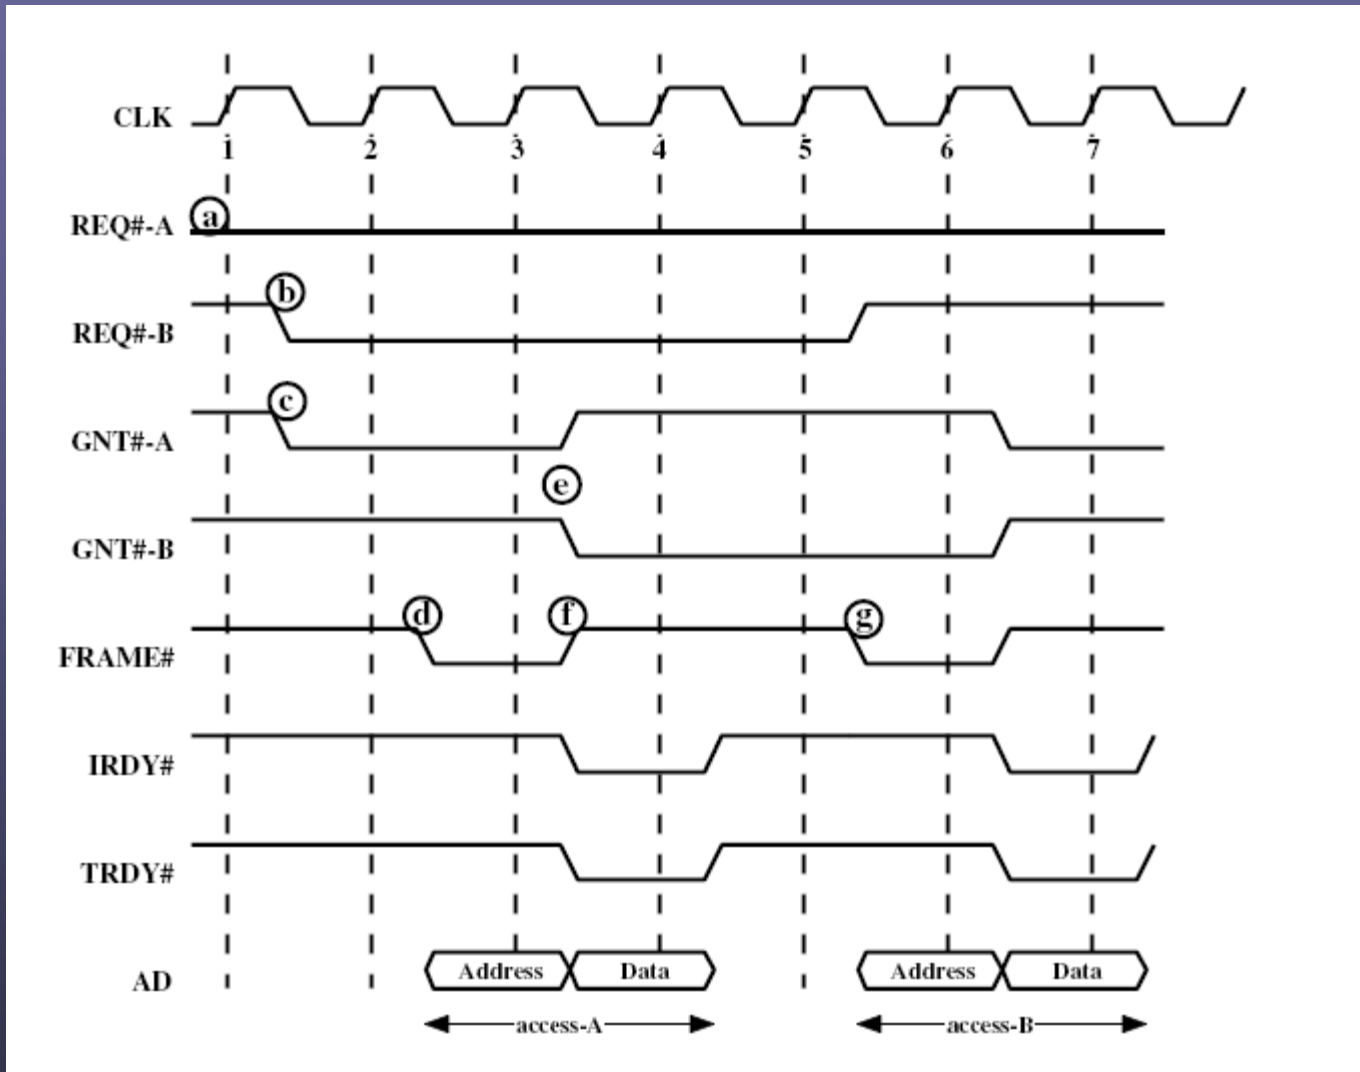 CLK
1 2 3 4 5 6 7
REQ#-A a
b
REQ#-B
c
GNT#-A
e
GNT#-B
d f g
FRAME#
IRDY#
TRDY#
AD Address Data Address Data
access-A access-B